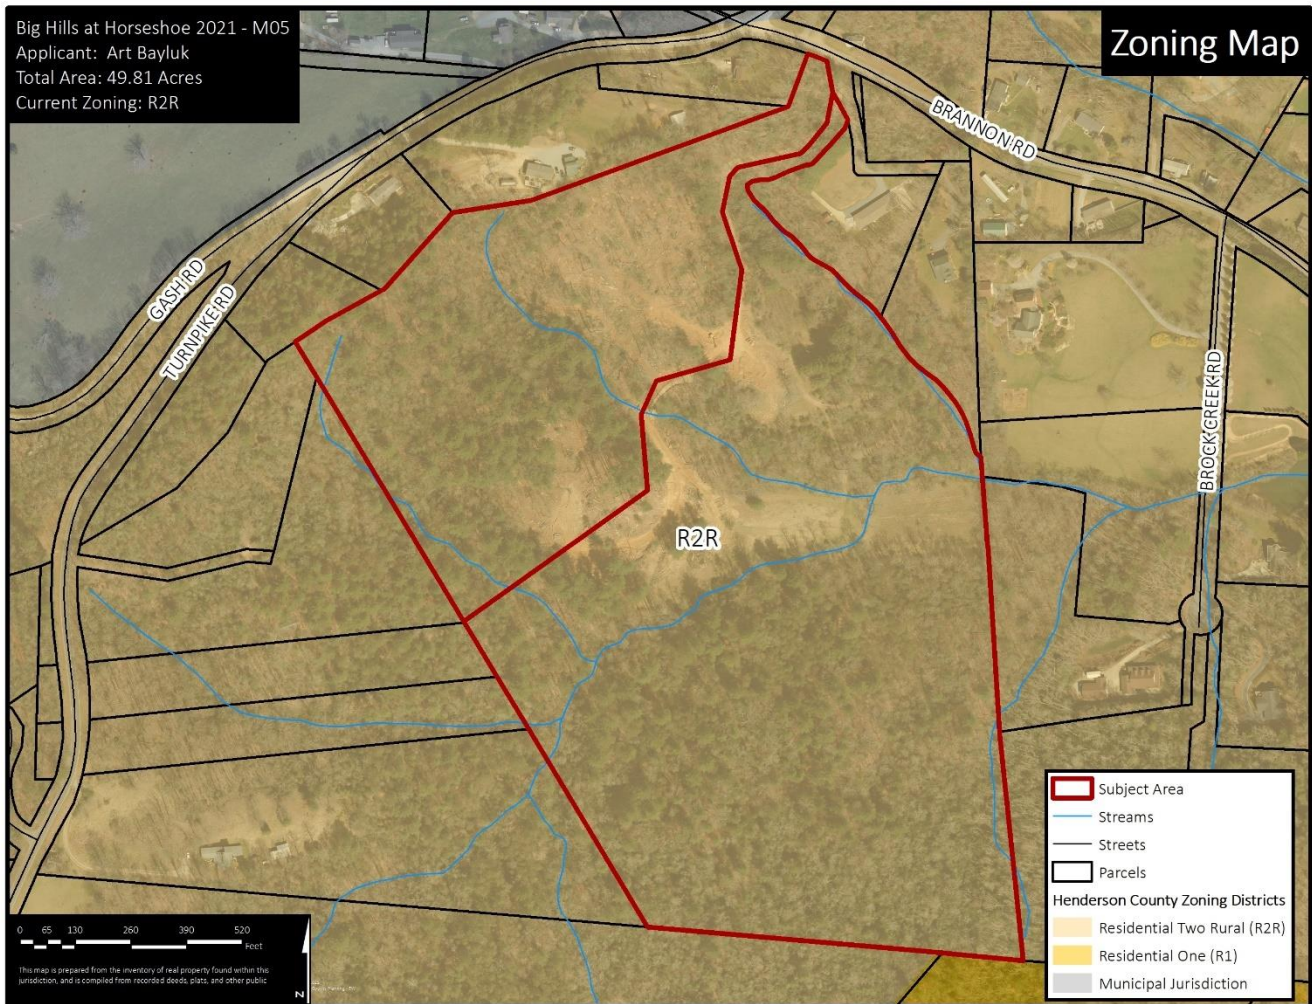 Big Hills at Horseshoe 2021 - M05
Applicant: Art Bayluk
Total Area: 49.81 Acres
Current Zoning: R2R
Zoning Map
BRANNON RD
GASH RD
TURNPIKE RD
BROCK CREEK RD
R2R
Subject Area
Streams
Streets
Parcels
Henderson County Zoning Districts
Residential Two Rural (R2R)
Residential One (R1)
Municipal Jurisdiction
0 65 130 260 390 520
Feet
This map is prepared from the inventory of real property found within this
jurisdiction, and is compiled from recorded deeds, plats, and other public
N